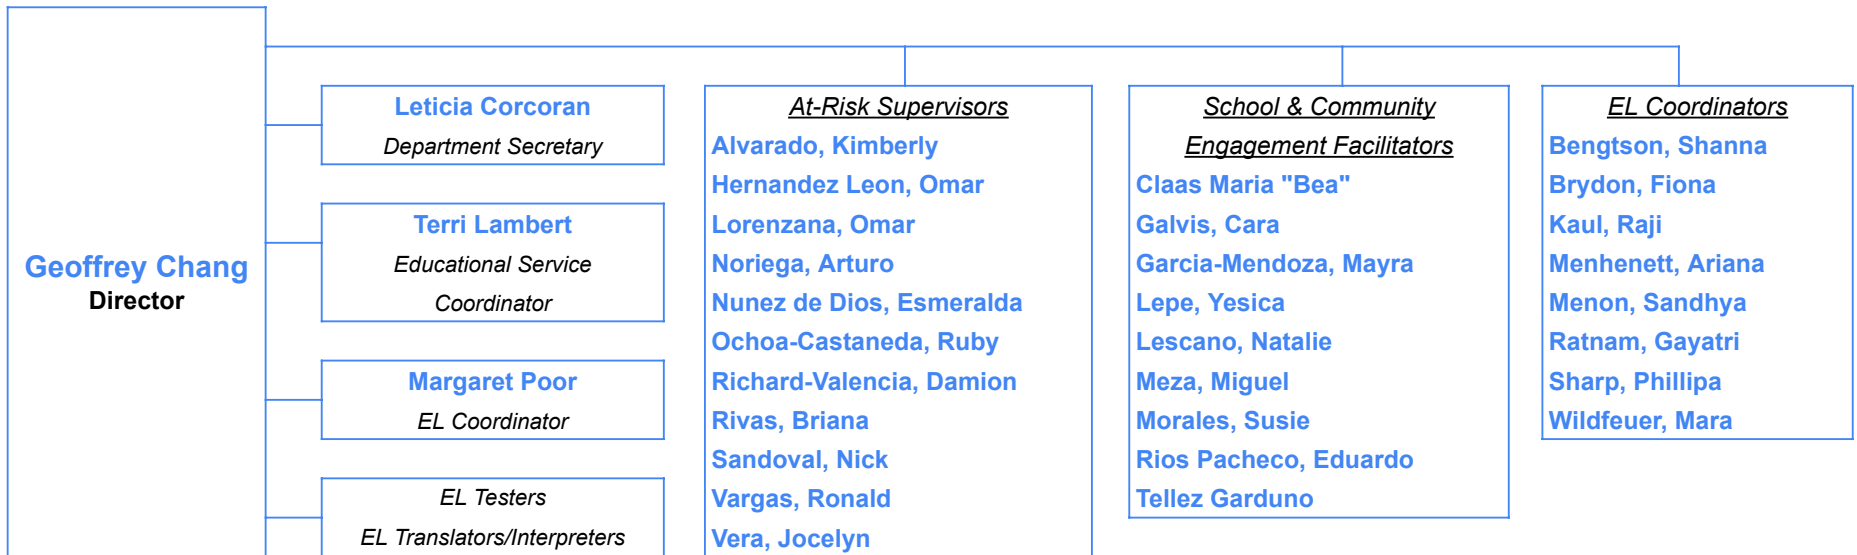 Geoffrey Chang
Director
Leticia Corcoran
Department Secretary
Terri Lambert
Educational Service
Coordinator
Margaret Poor
EL Coordinator
EL Testers
EL Translators/Interpreters
At-Risk Supervisors
Alvarado, Kimberly
Hernandez Leon, Omar
Lorenzana, Omar
Noriega, Arturo
Nunez de Dios, Esmeralda
Ochoa-Castaneda, Ruby
Richard-Valencia, Damion
Rivas, Briana
Sandoval, Nick
Vargas, Ronald
Vera, Jocelyn
School & Community
Engagement Facilitators
Claas Maria "Bea"
Galvis, Cara
Garcia-Mendoza, Mayra
Lepe, Yesica
Lescano, Natalie
Meza, Miguel
Morales, Susie
Rios Pacheco, Eduardo
Tellez Garduno
EL Coordinators
Bengtson, Shanna
Brydon, Fiona
Kaul, Raji
Menhenett, Ariana
Menon, Sandhya
Ratnam, Gayatri
Sharp, Phillipa
Wildfeuer, Mara